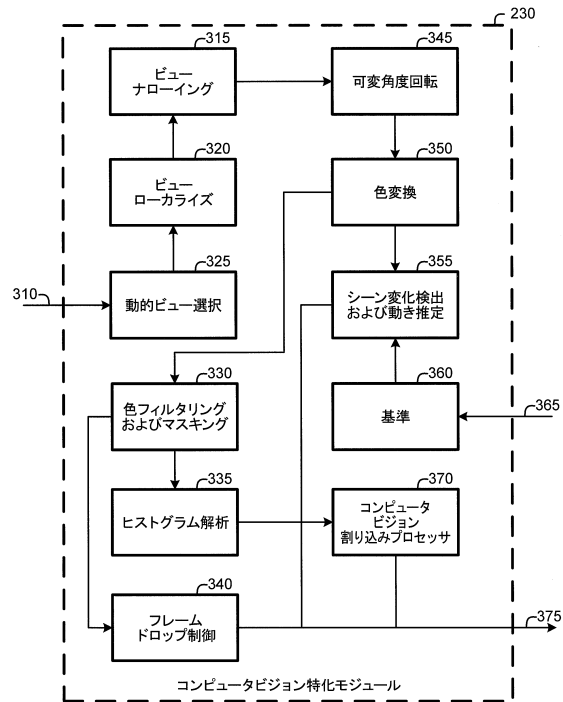 230
315
ビュー
ナローイング
345
可変角度回転
320
ビュー
ローカライズ
350
色変換
310
325
動的ビュー選択
355
シーン変化検出
および動き推定
330
色フィルタリング
およびマスキング
360
基準
365
335
ヒストグラム解析
370
コンピュータ
ビジョン
割り込みプロセッサ
340
フレーム
ドロップ制御
375
コンピュータビジョン特化モジュール